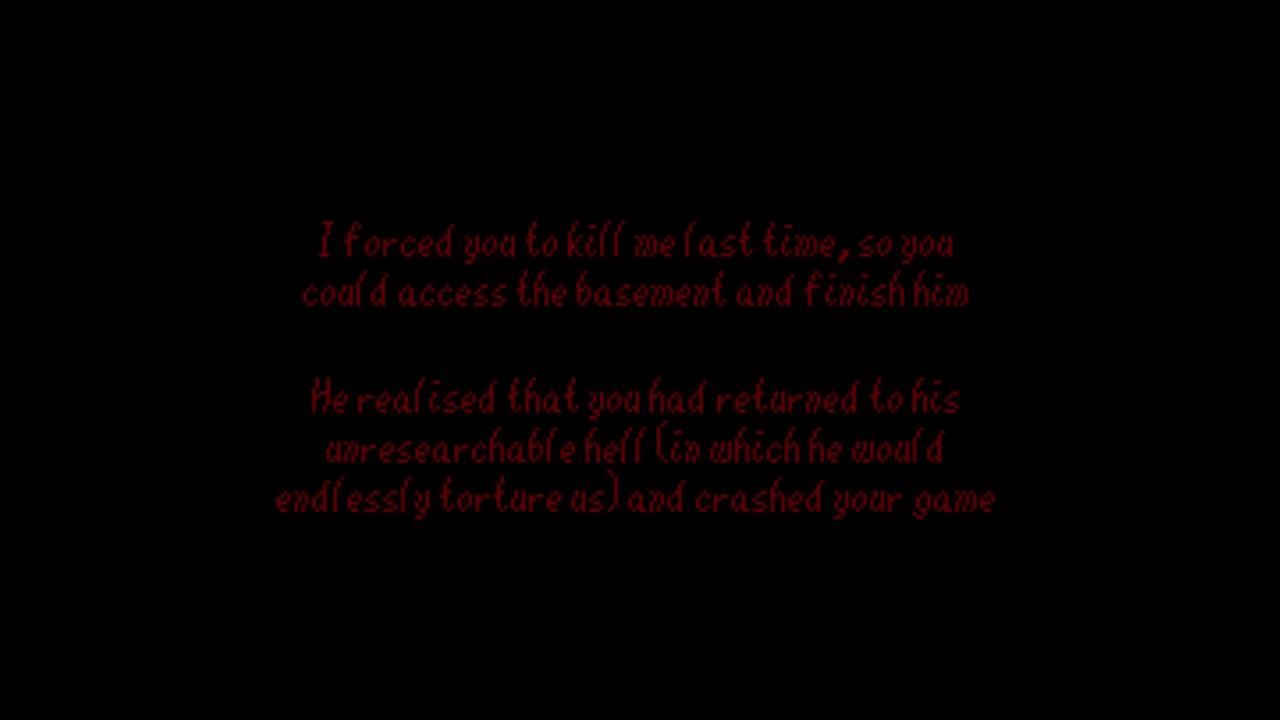 I forced you to kill me last time, so you
could access the basement and finish him
He realised that you had returned to his
unresearchable hell (in which he would
endlessly torture us) and crashed your game